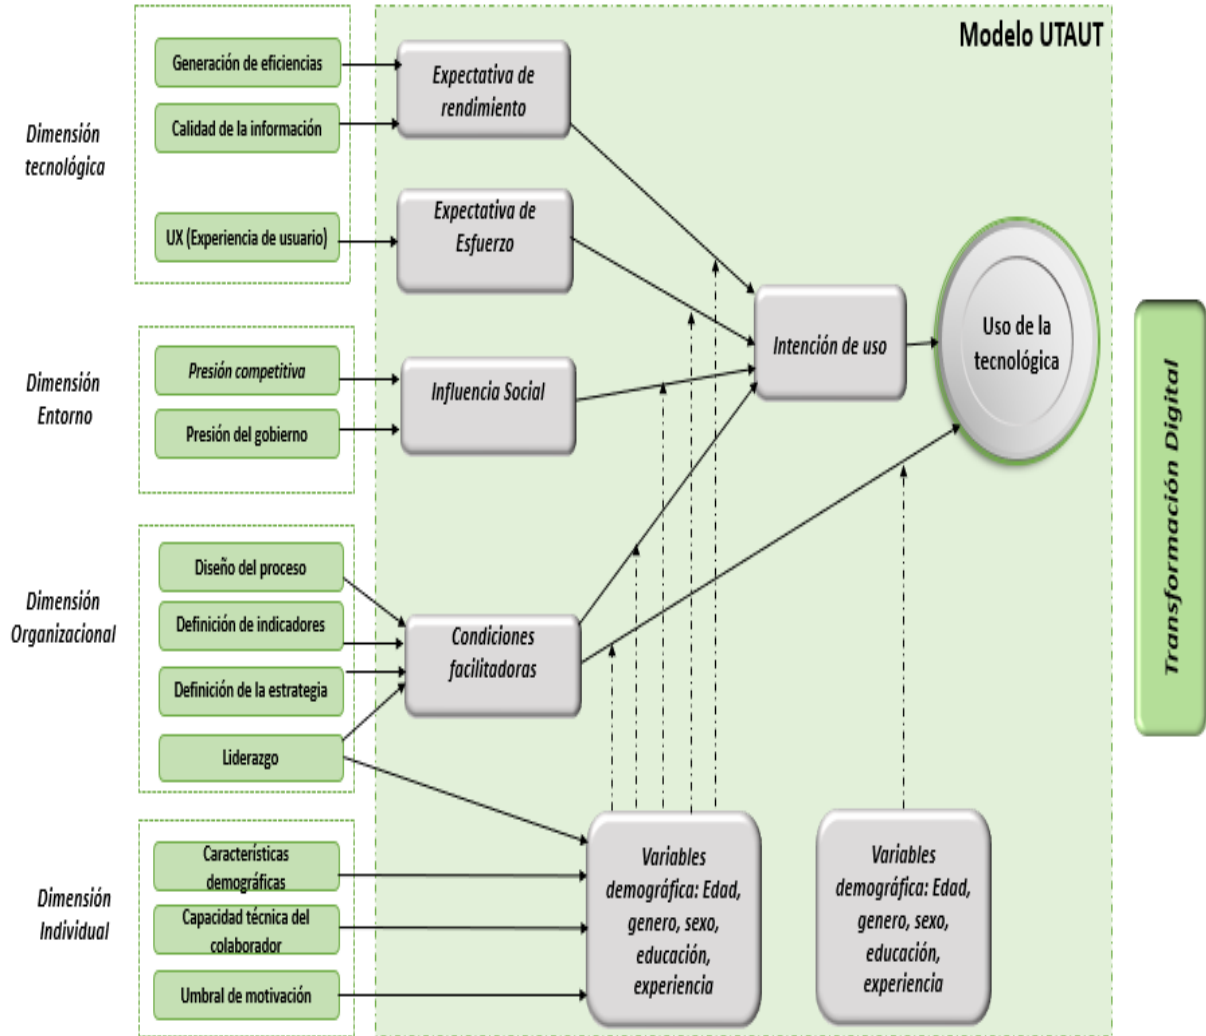 Modelo UTAUT
Dimensión
tecnológica
Generación de eficiencias
Calidad de la información
UX (Experiencia de usuario)
Expectativa de
rendimiento
Expectativa de
Esfuerzo
Dimensión
Entorno
Presión competitiva
Presión del gobierno
Influencia Social
Intención de uso
Uso de la
tecnológica
Transformación Digital
Dimensión
Organizacional
Diseño del proceso
Definición de indicadores
Definición de la estrategia
Liderazgo
Condiciones
facilitadoras
Dimensión
Individual
Características
demográficas
Capacidad técnica del
colaborador
Umbral de motivación
Variables
demográfica: Edad,
genero, sexo,
educación,
experiencia
Variables
demográfica: Edad,
genero, sexo,
educación,
experiencia